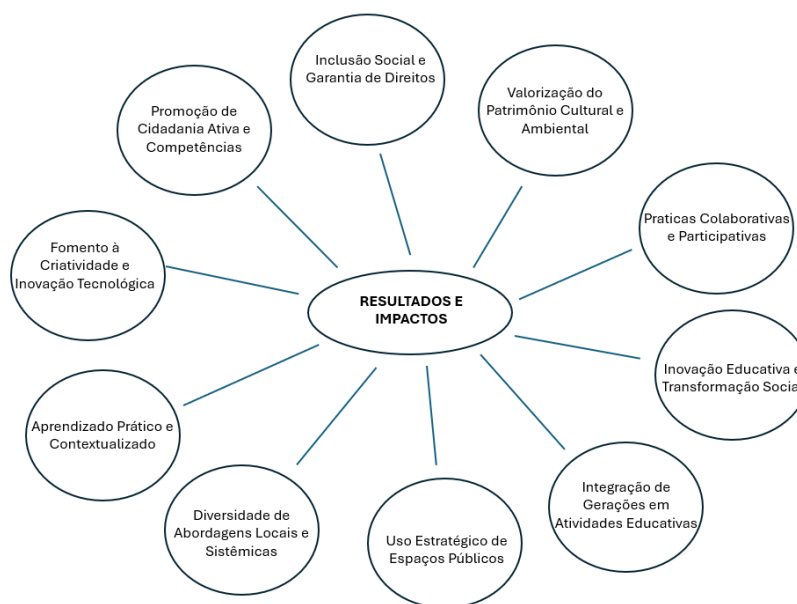 Inclusão Social e
Garantia de Direitos
Valorização do
Patrimônio Cultural e
Ambiental
Promoção de
Cidadania Ativa e
Competências
Praticas Colaborativas
e Participativas
Fomento à
Criatividade e
Inovação Tecnológica
RESULTADOS E
IMPACTOS
Inovação Educativa e
Transformação Social
Aprendizado Prático e
Contextualizado
Integração de
Gerações em
Atividades Educativas
Diversidade de
Abordagens Locais e
Sistêmicas
Uso Estratégico de
Espaços Públicos